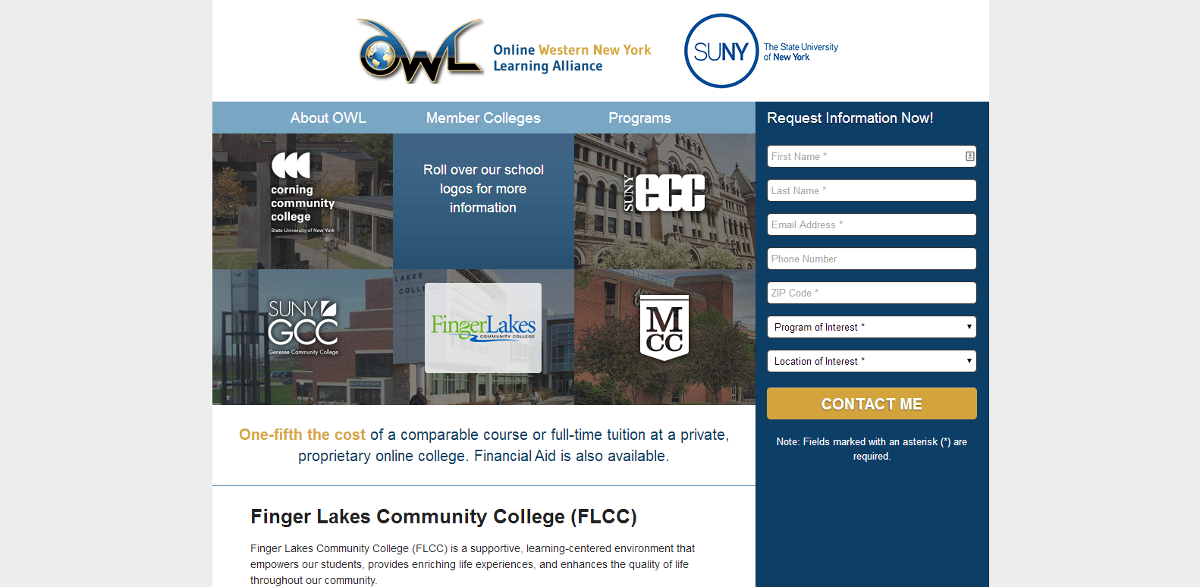 OWL
Online Western New York
Learning Alliance
SUNY
The State University
of New York
About OWL
Member Colleges
Programs
corning
community
college
State University of New York
Roll over our school
logos for more
information
SUNY
ECC
SUNY
GCC
Genesee Community College
LAKES
COLLEG
FingerLakes
COMMUNITY COLLEGE
M
CC
One-fifth the cost of a comparable course or full-time tuition at a private,
proprietary online college. Financial Aid is also available.
Finger Lakes Community College (FLCC)
Finger Lakes Community College (FLCC) is a supportive, learning-centered environment that
empowers our students, provides enriching life experiences, and enhances the quality of life
throughout our community.
Request Information Now!
First Name *
Last Name *
Email Address *
Phone Number
ZIP Code *
Program of Interest *
Location of Interest *
CONTACT ME
Note: Fields marked with an asterisk (*) are
required.